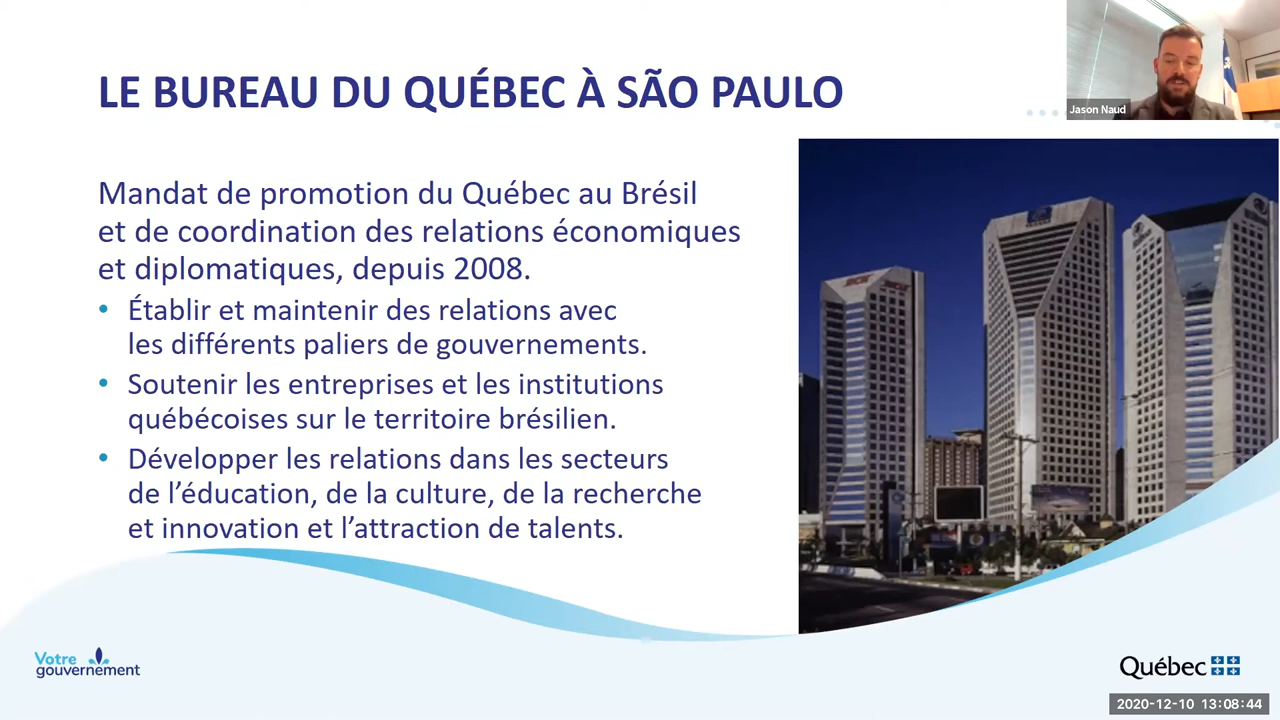 LE BUREAU DU QUÉBEC À SÃO PAULO
Jason Naud
Mandat de promotion du Québec au Brésil
et de coordination des relations économiques
et diplomatiques, depuis 2008.
• Établir et maintenir des relations avec
les différents paliers de gouvernements.
• Soutenir les entreprises et les institutions
québécoises sur le territoire brésilien.
• Développer les relations dans les secteurs
de l’éducation, de la culture, de la recherche
et innovation et l’attraction de talents.
Votre
gouvernement
Québec
2020-12-10 13:08:44